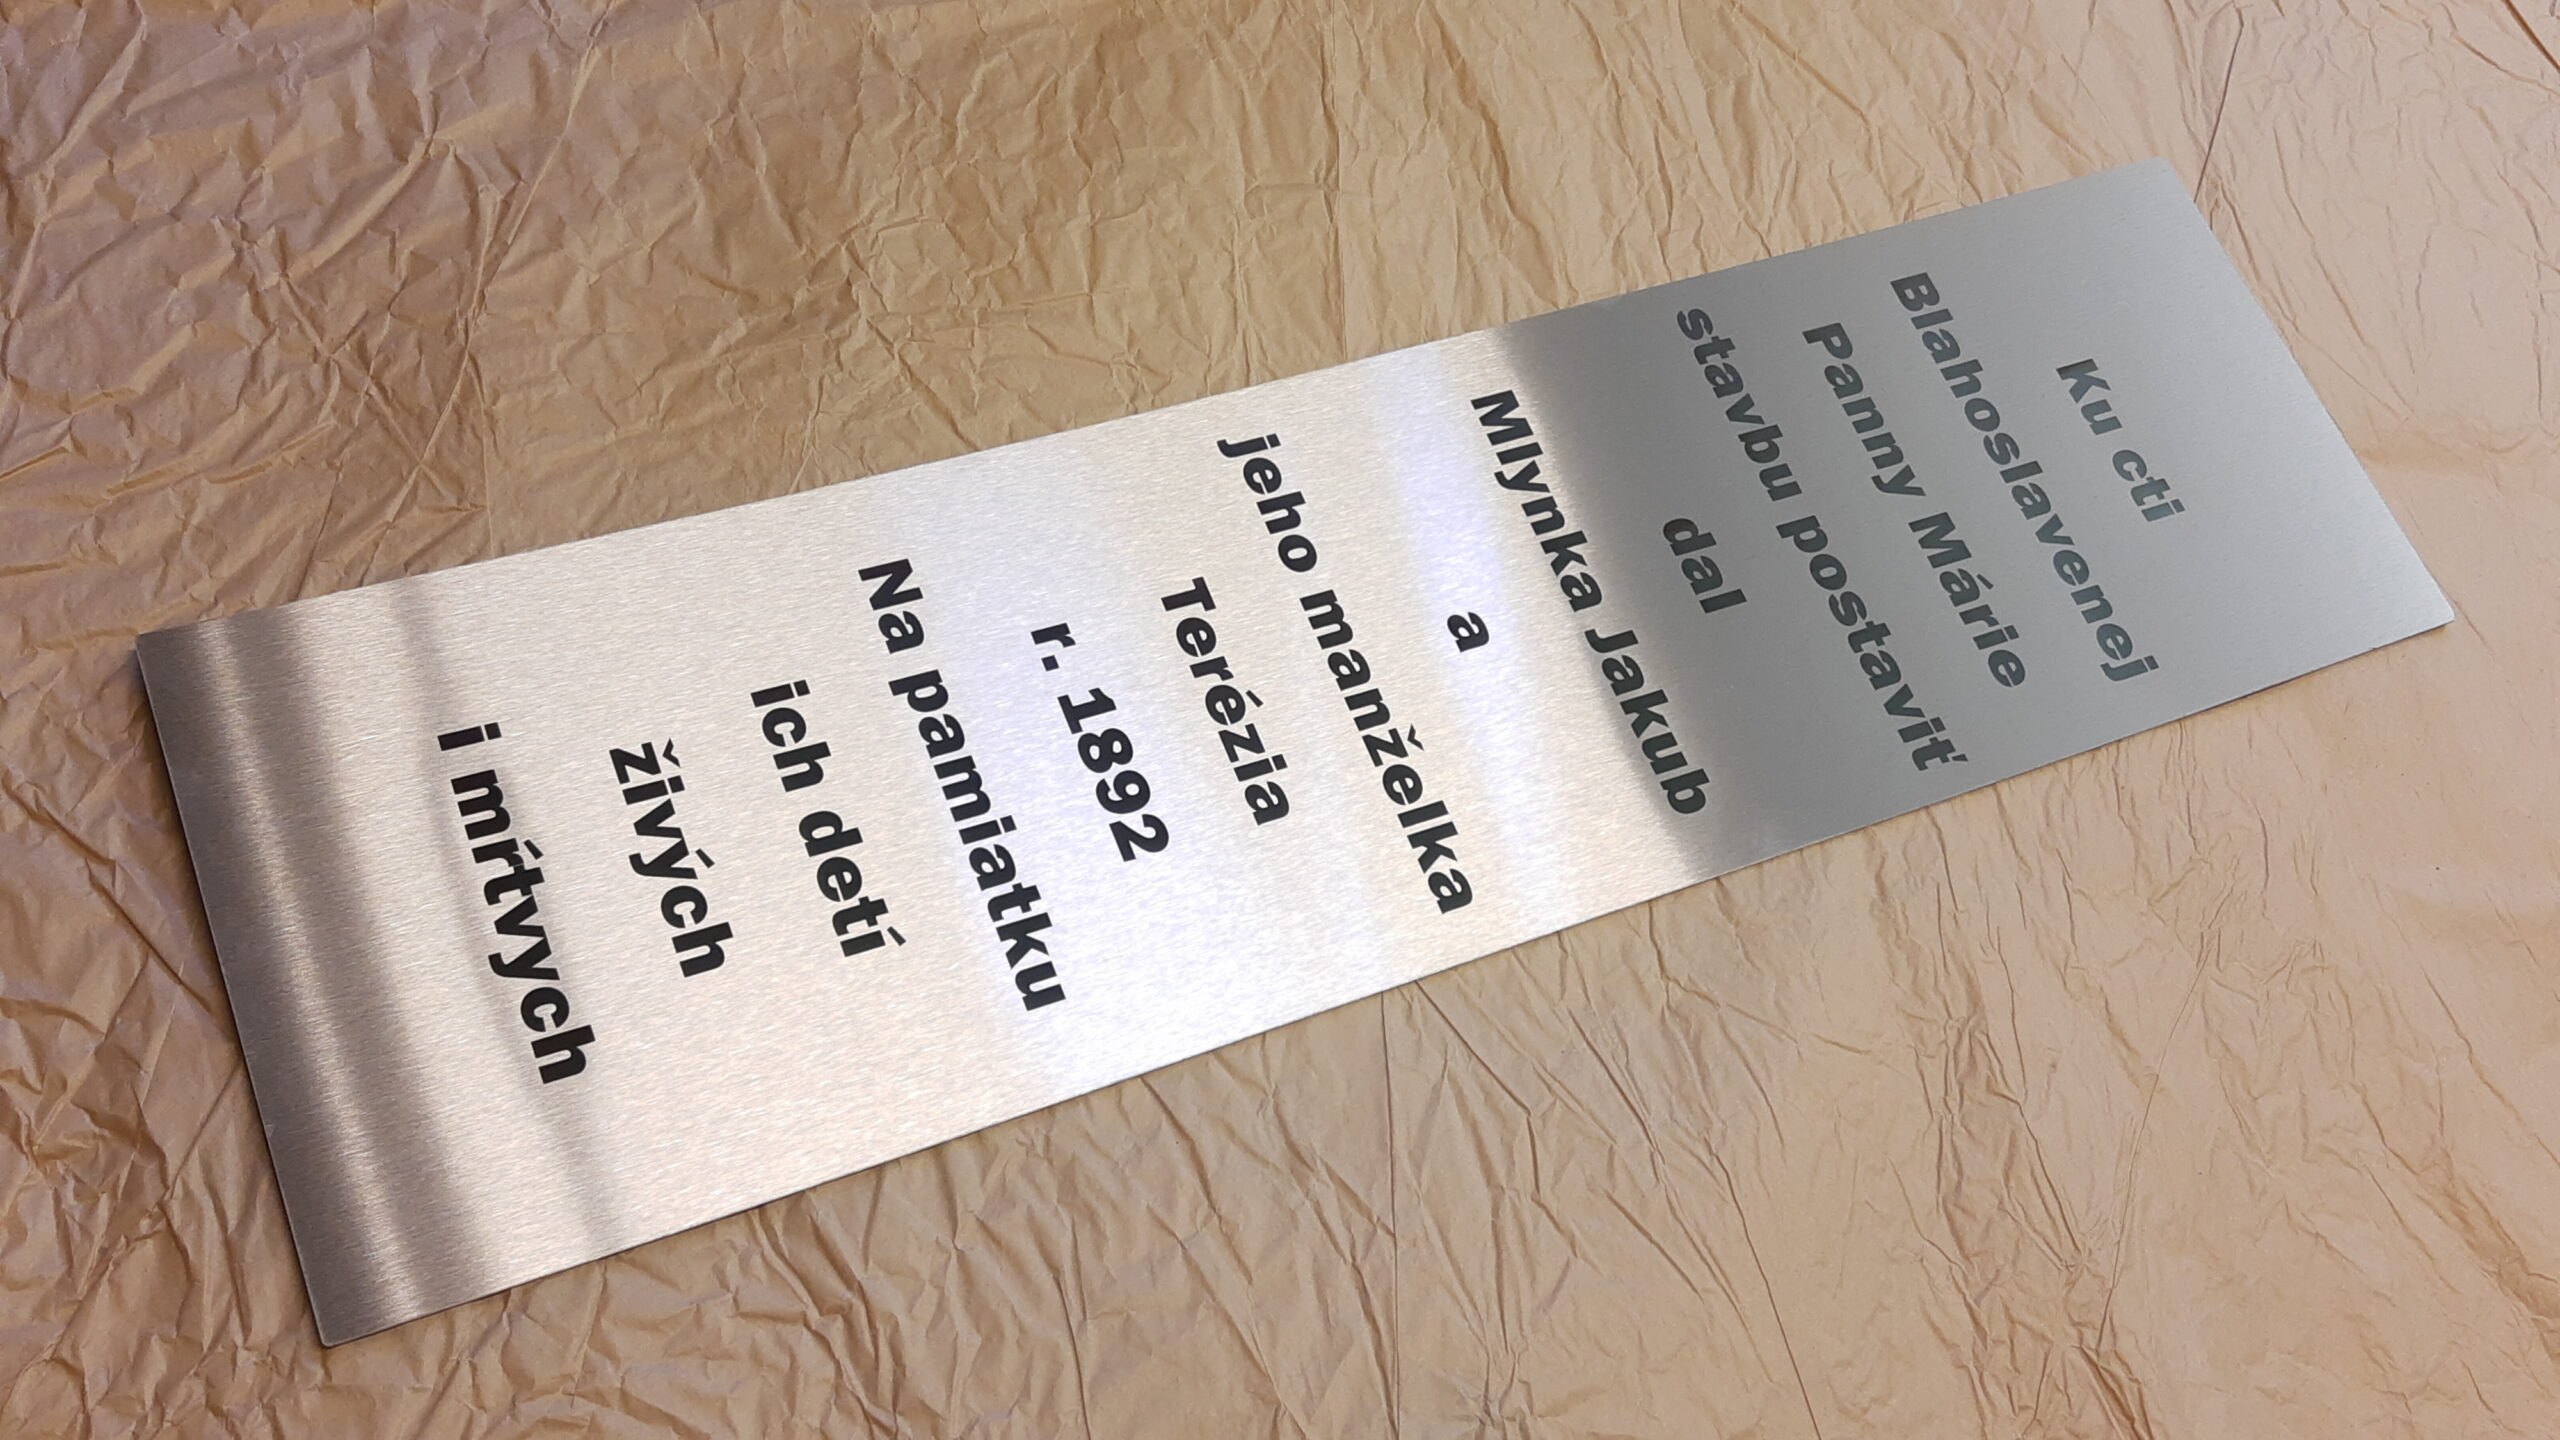 Ku cti
Blahoslavenej
Panny Márie
stavbu postaviť
dal
Mlynka Jakub
a
jeho manželka
Terézia
r. 1892
Na pamiatku
ich detí
živých
i mŕtvych